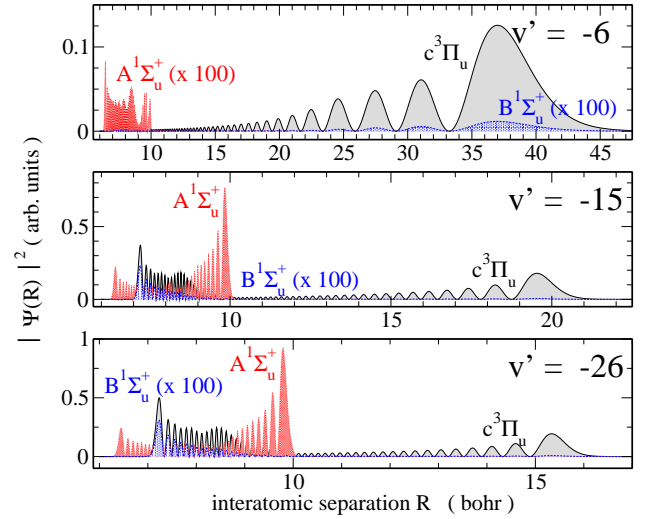 v' = -6
0.1
c³Πᵤ
A¹Σᵤ⁺ (x 100)
B¹Σᵤ⁺ (x 100)
0
10 15 20 25 30 35 40 45
v' = -15
A¹Σᵤ⁺
0.5
B¹Σᵤ⁺ (x 100)
c³Πᵤ
0
10 15 20
1
v' = -26
A¹Σᵤ⁺
B¹Σᵤ⁺ (x 100)
0.5
c³Πᵤ
0
10 15
| Ψ(R) |² ( arb. units )
interatomic separation R ( bohr )